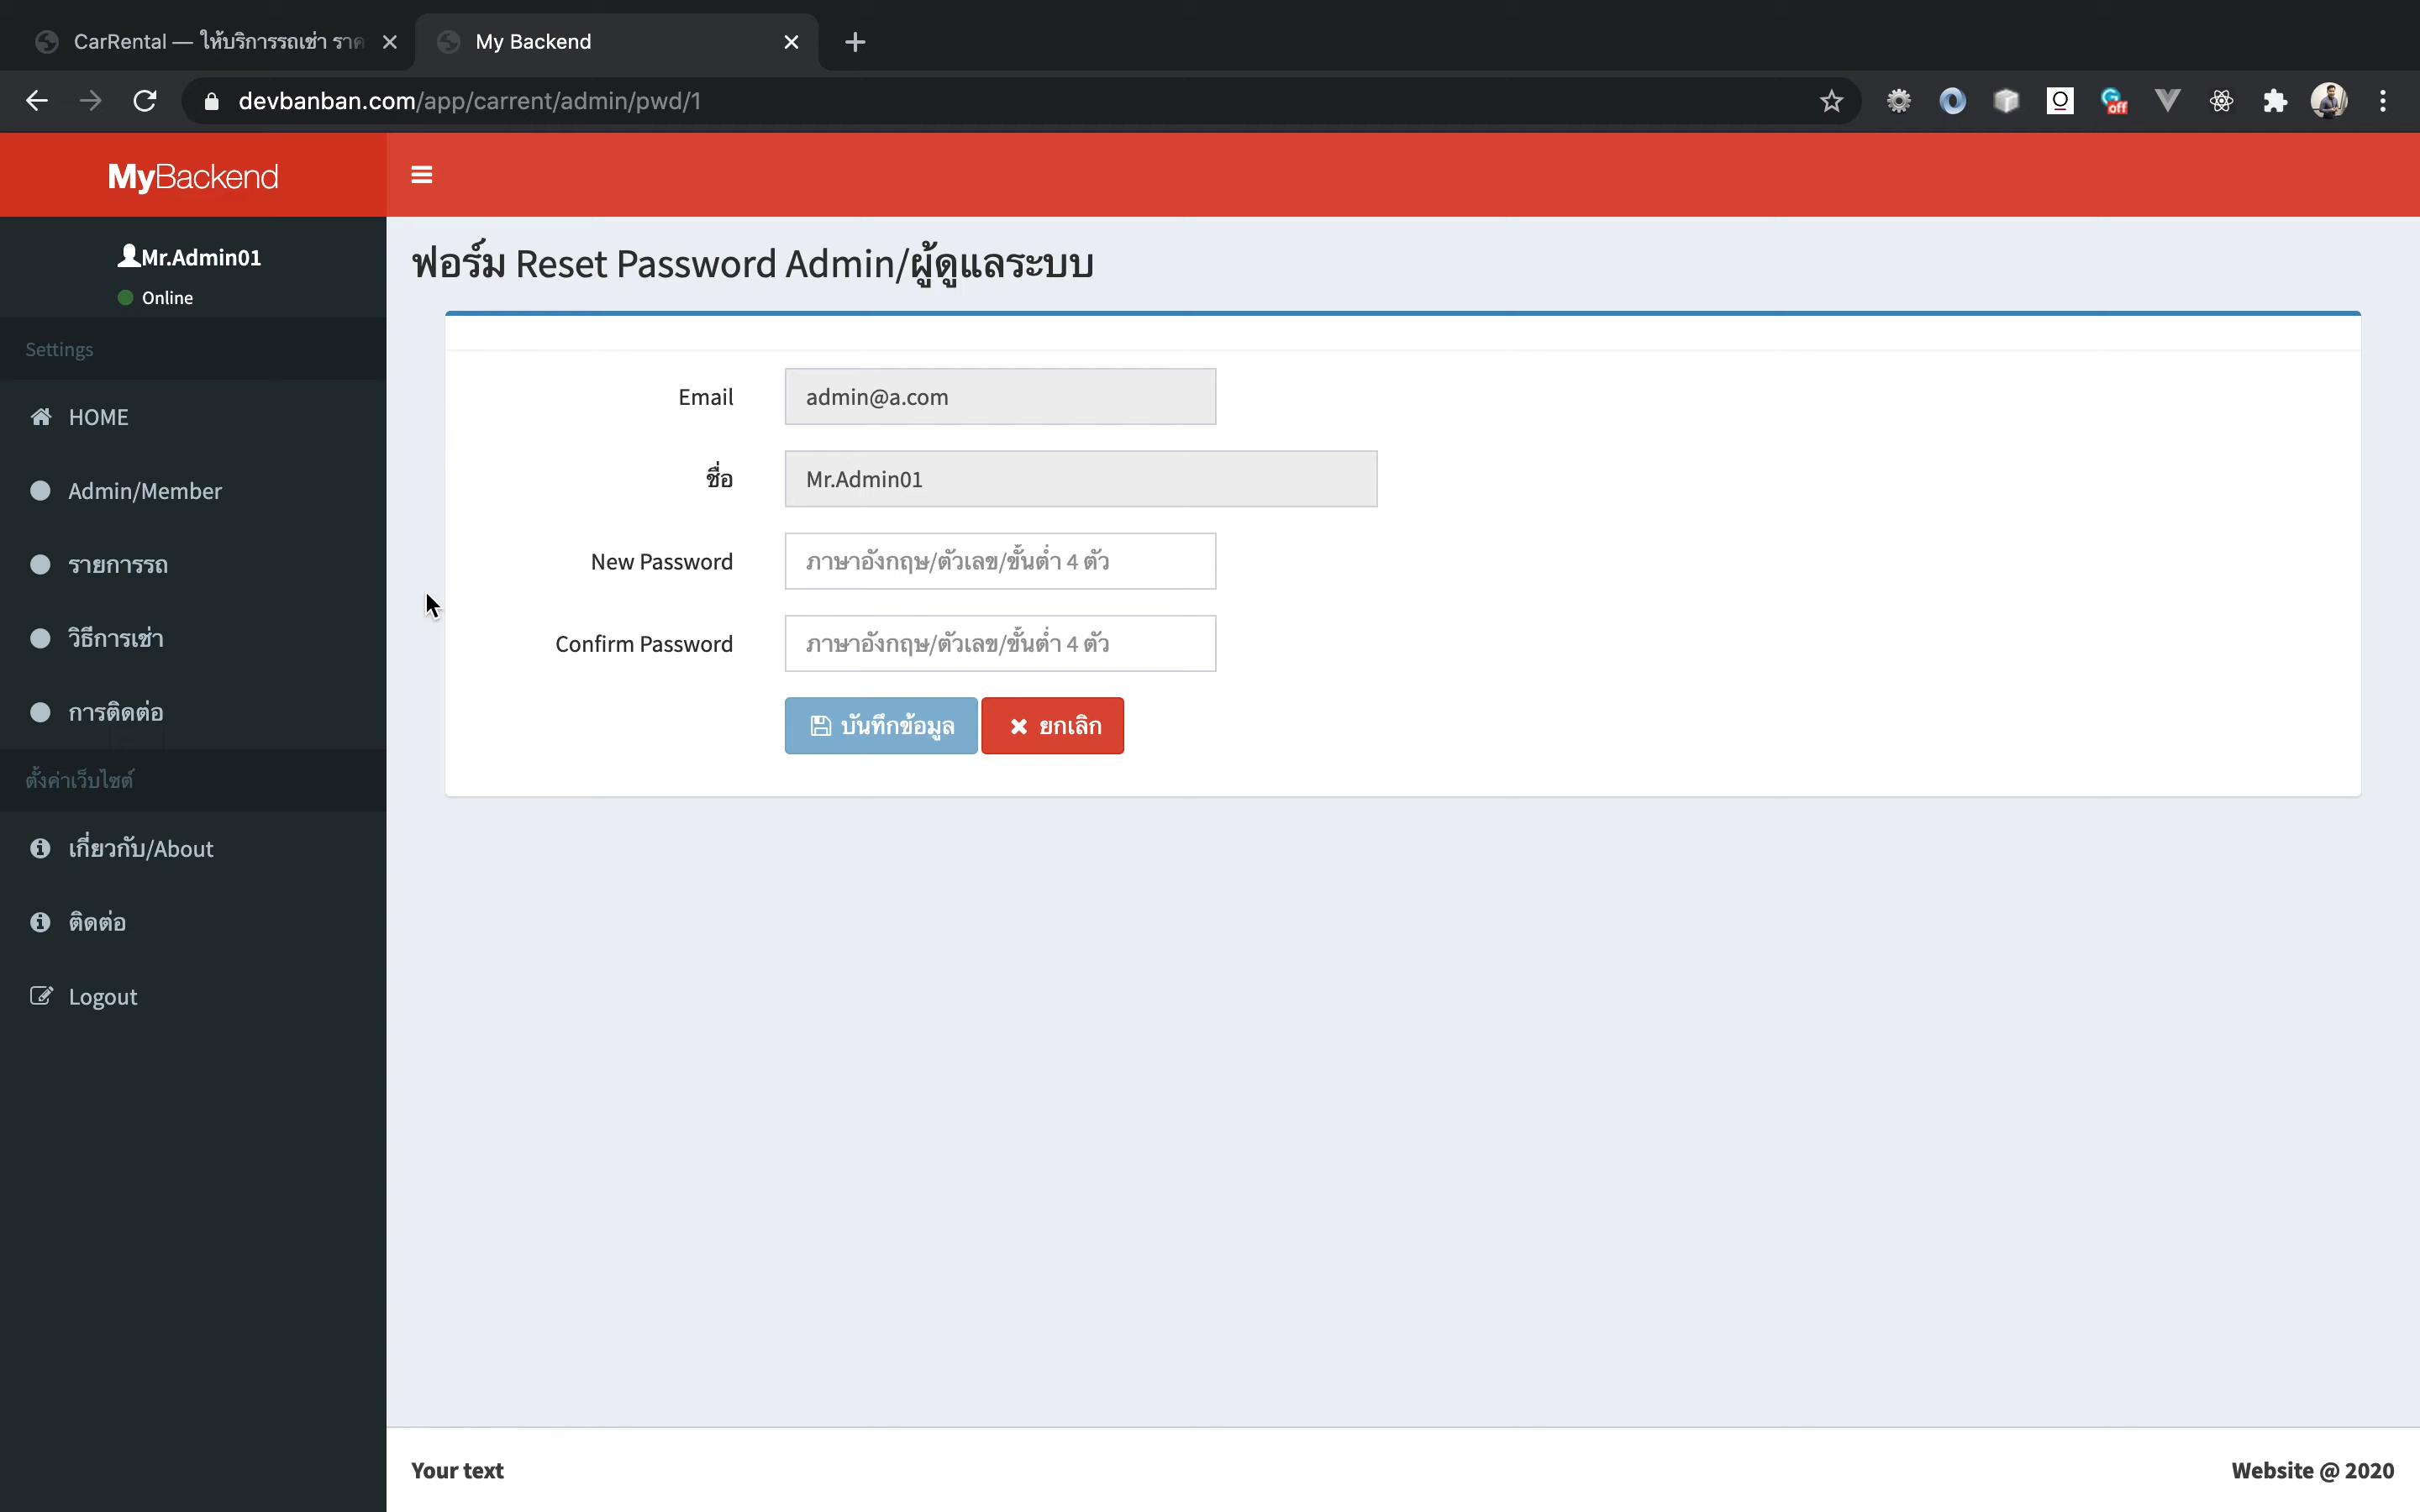 CarRental — ให้บริการรถเช่า ราค
My Backend
devbanban.com/app/carrent/admin/pwd/1
off
MyBackend
Mr.Admin01
Online
Settings
HOME
Admin/Member
รายการรถ
วิธีการเช่า
การติดต่อ
ตั้งค่าเว็บไซต์
เกี่ยวกับ/About
ติดต่อ
Logout
ฟอร์ม Reset Password Admin/ผู้ดูแลระบบ
Email admin@a.com
ชื่อ Mr.Admin01
New Password ภาษาอังกฤษ/ตัวเลข/ขั้นต่ำ 4 ตัว
Confirm Password ภาษาอังกฤษ/ตัวเลข/ขั้นต่ำ 4 ตัว
บันทึกข้อมูล ยกเลิก
Your text Website @ 2020